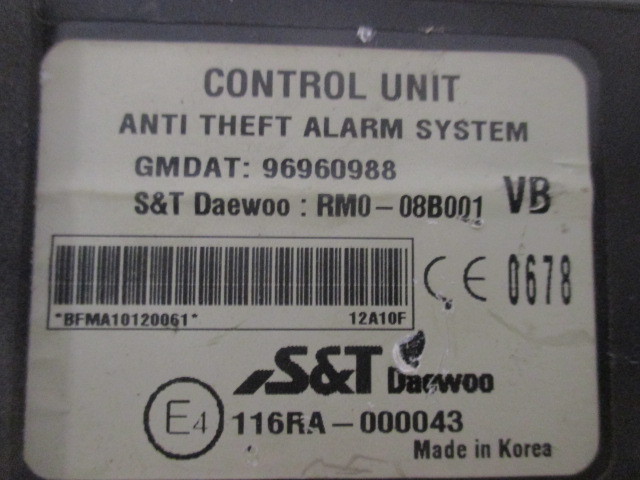 CONTROL UNIT
ANTI THEFT ALARM SYSTEM
GMDAT: 96960988
S&T Daewoo : RM0-08B001 VB
CE 0678
*BFMA10120061* 12A10F
S&T Daewoo
E4 116RA-000043
Made in Korea